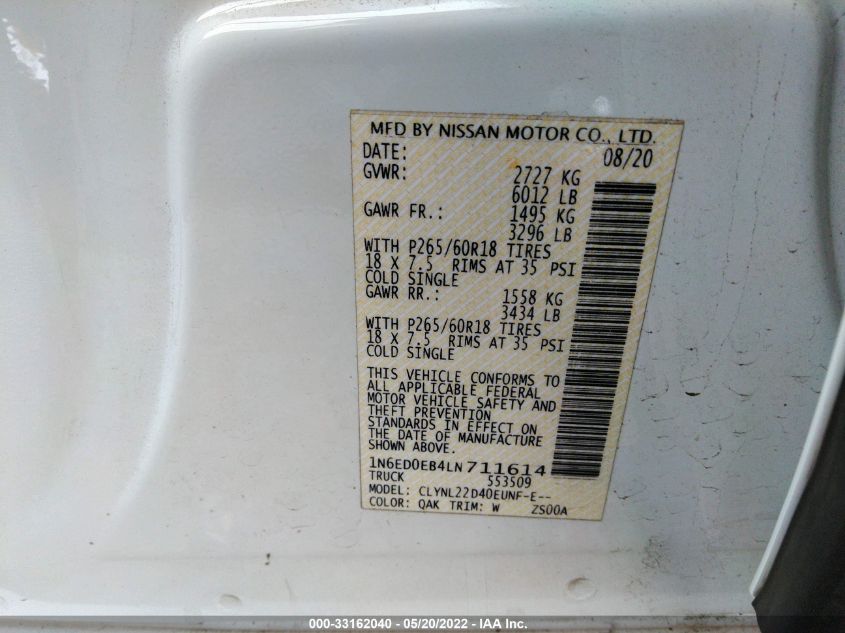 MFD BY NISSAN MOTOR CO., LTD.
DATE: 08/20
GVWR: 2727 KG
6012 LB
GAWR FR.: 1495 KG
3296 LB
WITH P265/60R18 TIRES
18 X 7.5 RIMS AT 35 PSI
COLD SINGLE
GAWR RR.: 1558 KG
3434 LB
WITH P265/60R18 TIRES
18 X 7.5 RIMS AT 35 PSI
COLD SINGLE
THIS VEHICLE CONFORMS TO
ALL APPLICABLE FEDERAL
MOTOR VEHICLE SAFETY AND
THEFT PREVENTION
STANDARDS IN EFFECT ON
THE DATE OF MANUFACTURE
SHOWN ABOVE.
1N6ED0EB4LN711614
TRUCK 553509
MODEL: CLYNL22D40EUNF-E--
COLOR: QAK TRIM: W ZS00A
000-33162040 - 05/20/2022 - IAA Inc.